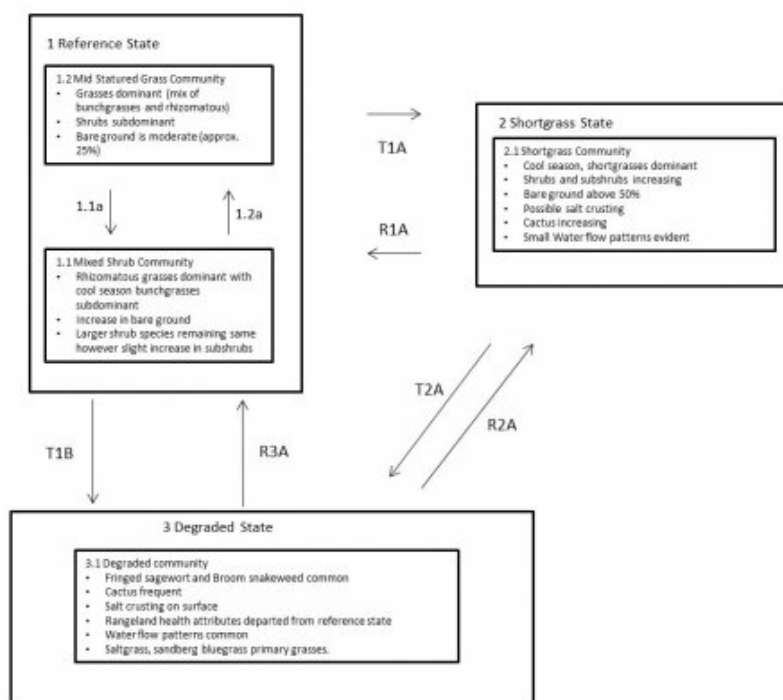 1 Reference State
1.2 Mid Statured Grass Community
• Grasses dominant (mix of
bunchgrasses and rhizomatous)
• Shrubs subdominant
• Bare ground is moderate (approx.
25%)
1.1a
1.2a
1.1 Mixed Shrub Community
• Rhizomatous grasses dominant with
cool season bunchgrasses
subdominant
• Increase in bare ground
• Larger shrub species remaining same
however slight increase in subshrubs
T1A
R1A
2 Shortgrass State
2.1 Shortgrass Community
• Cool season, shortgrasses dominant
• Shrubs and subshrubs increasing
• Bare ground above 50%
• Possible salt crusting
• Cactus increasing
• Small Water flow patterns evident
T2A
R2A
T1B
R3A
3 Degraded State
3.1 Degraded community
• Fringed sagewort and Broom snakeweed common
• Cactus frequent
• Salt crusting on surface
• Rangeland health attributes departed from reference state
• Water flow patterns common
• Saltgrass, sandberg bluegrass primary grasses.